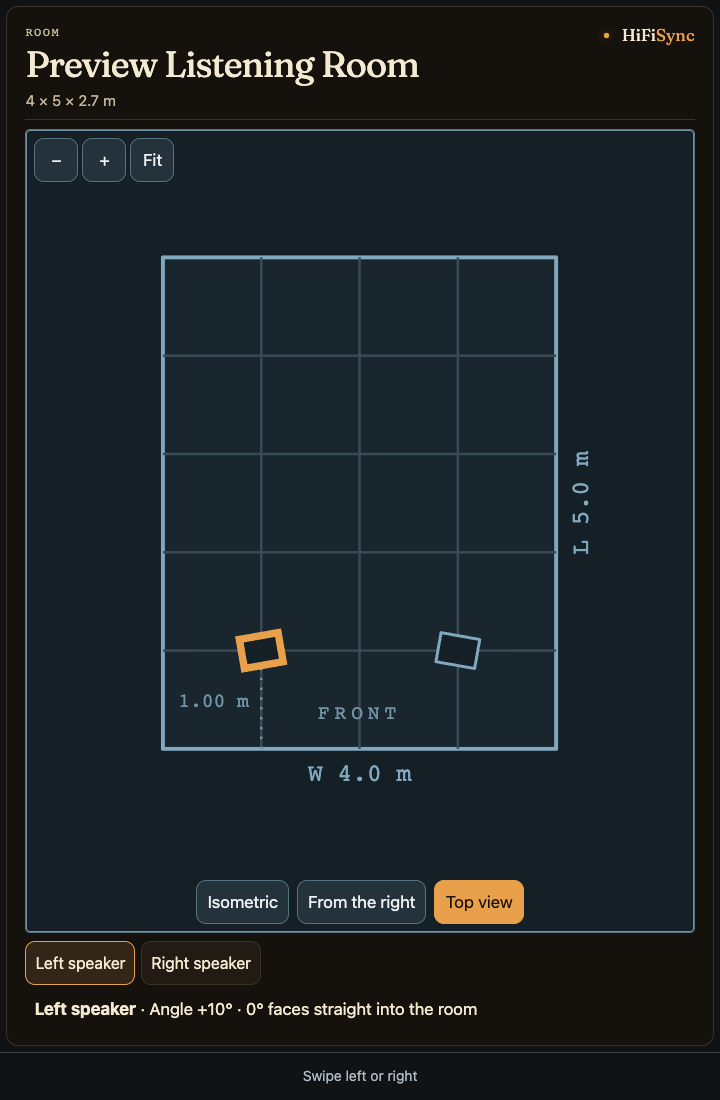 ROOM
HiFiSync
Preview Listening Room
4 × 5 × 2.7 m
−
+
Fit
L 5.0 m
1.00 m
FRONT
W 4.0 m
Isometric
From the right
Top view
Left speaker
Right speaker
Left speaker · Angle +10° · 0° faces straight into the room
Swipe left or right